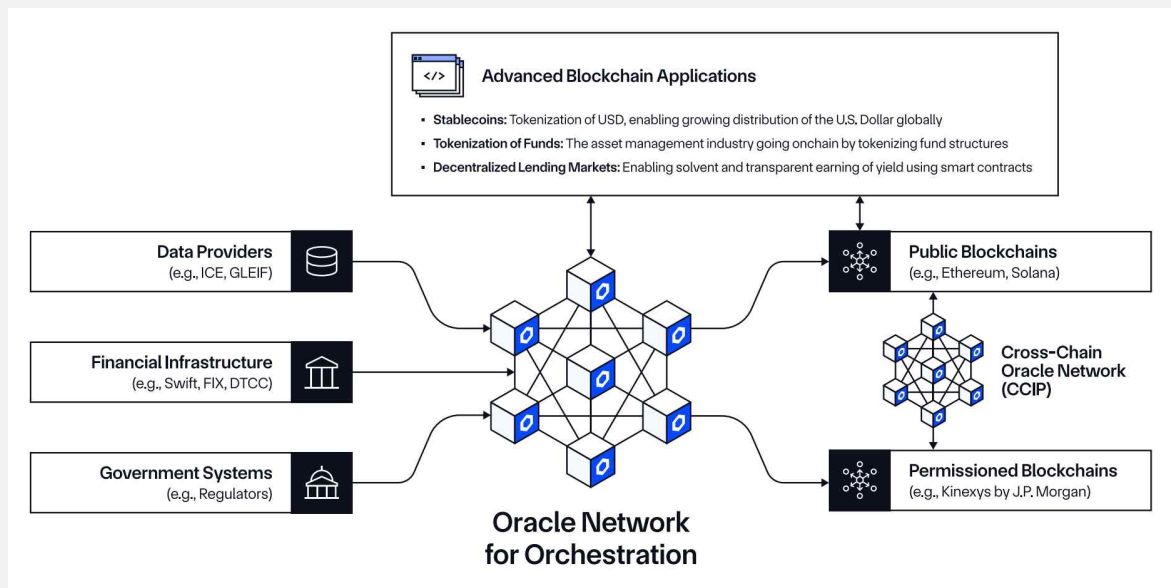 </>
Advanced Blockchain Applications
▪ Stablecoins: Tokenization of USD, enabling growing distribution of the U.S. Dollar globally
▪ Tokenization of Funds: The asset management industry going onchain by tokenizing fund structures
▪ Decentralized Lending Markets: Enabling solvent and transparent earning of yield using smart contracts
Data Providers
(e.g., ICE, GLEIF)
Financial Infrastructure
(e.g., Swift, FIX, DTCC)
Government Systems
(e.g., Regulators)
Oracle Network
for Orchestration
Public Blockchains
(e.g., Ethereum, Solana)
Cross-Chain
Oracle Network
(CCIP)
Permissioned Blockchains
(e.g., Kinexys by J.P. Morgan)